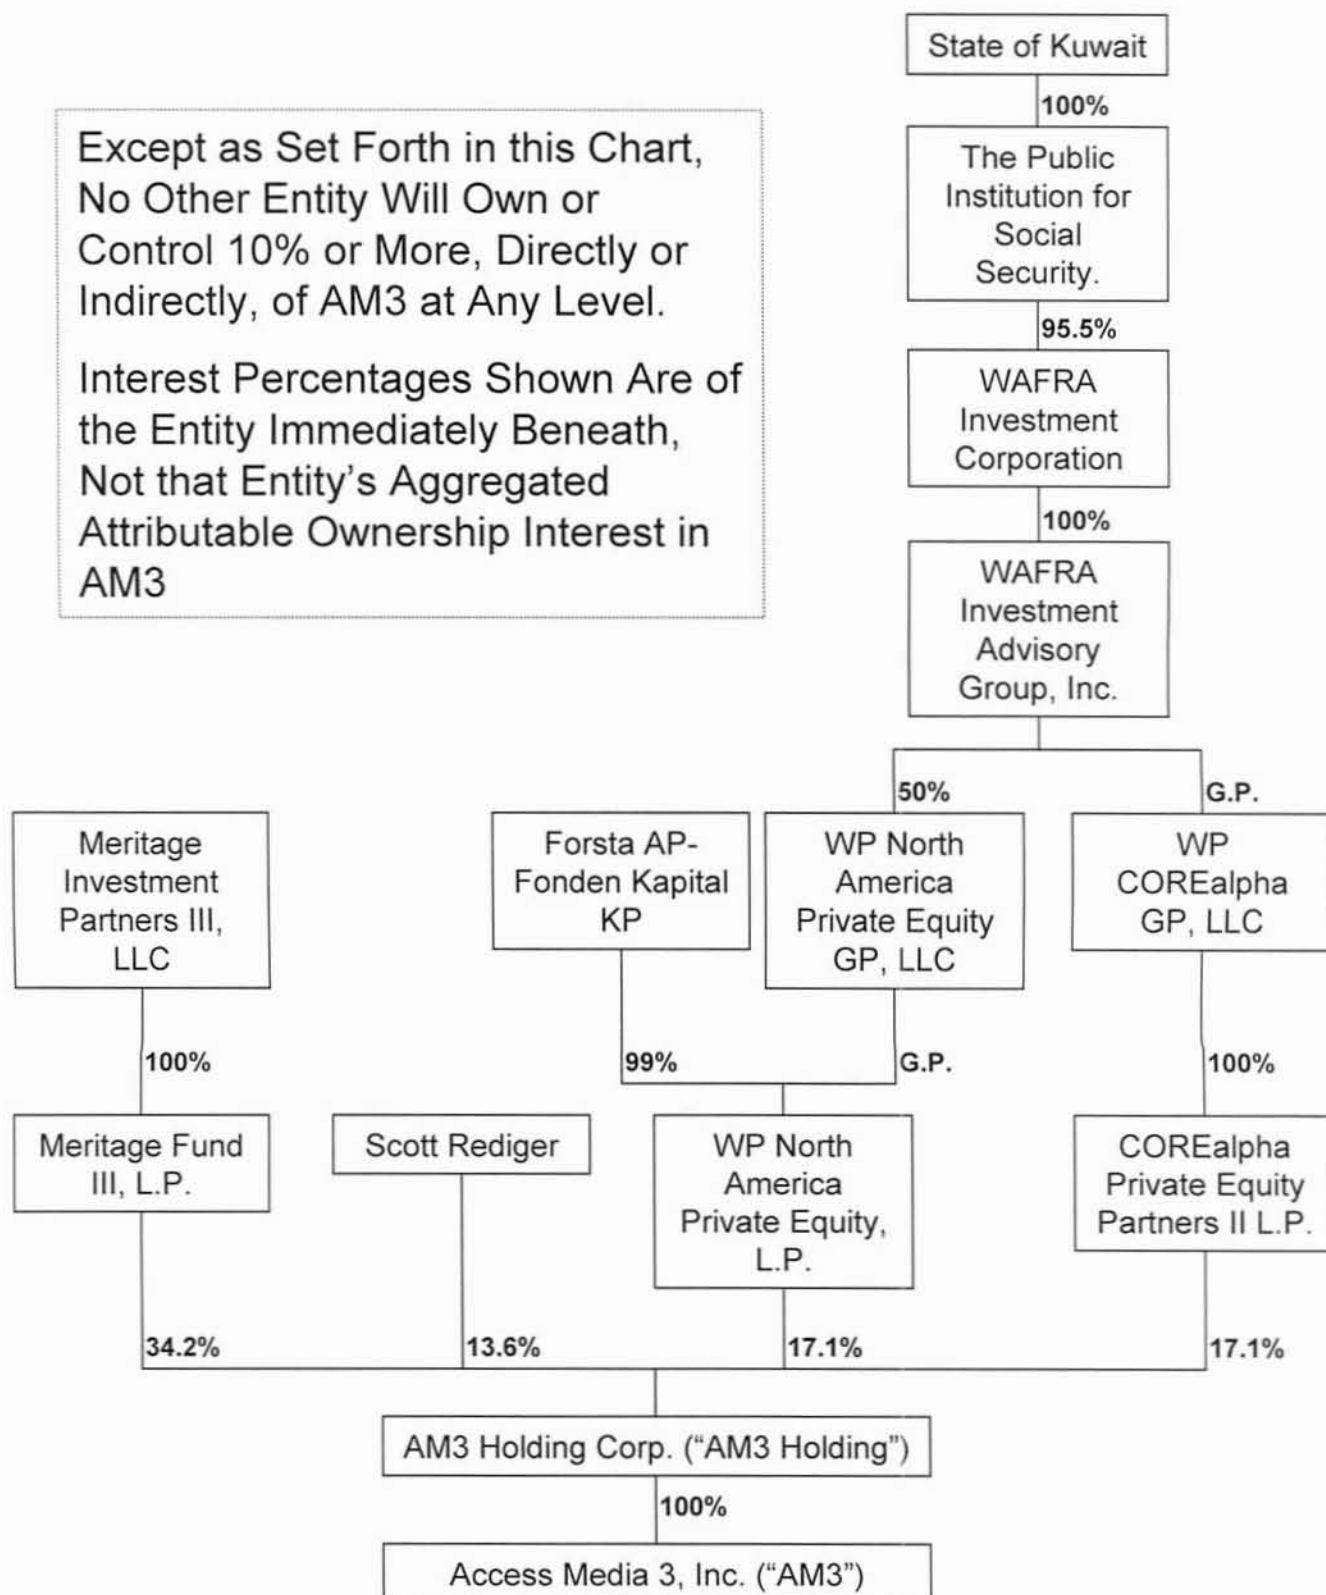 State of Kuwait
100%
Except as Set Forth in this Chart,
No Other Entity Will Own or
Control 10% or More, Directly or
Indirectly, of AM3 at Any Level.
Interest Percentages Shown Are of
the Entity Immediately Beneath,
Not that Entity's Aggregated
Attributable Ownership Interest in
AM3
The Public
Institution for
Social
Security.
95.5%
WAFRA
Investment
Corporation
100%
WAFRA
Investment
Advisory
Group, Inc.
50%
G.P.
Meritage
Investment
Partners III,
LLC
Forsta AP-
Fonden Kapital
KP
WP North
America
Private Equity
GP, LLC
WP
COREalpha
GP, LLC
100%
99%
G.P.
100%
Meritage Fund
III, L.P.
Scott Rediger
WP North
America
Private Equity,
L.P.
COREalpha
Private Equity
Partners II L.P.
34.2%
13.6%
17.1%
17.1%
AM3 Holding Corp. (“AM3 Holding”)
100%
Access Media 3, Inc. (“AM3”)